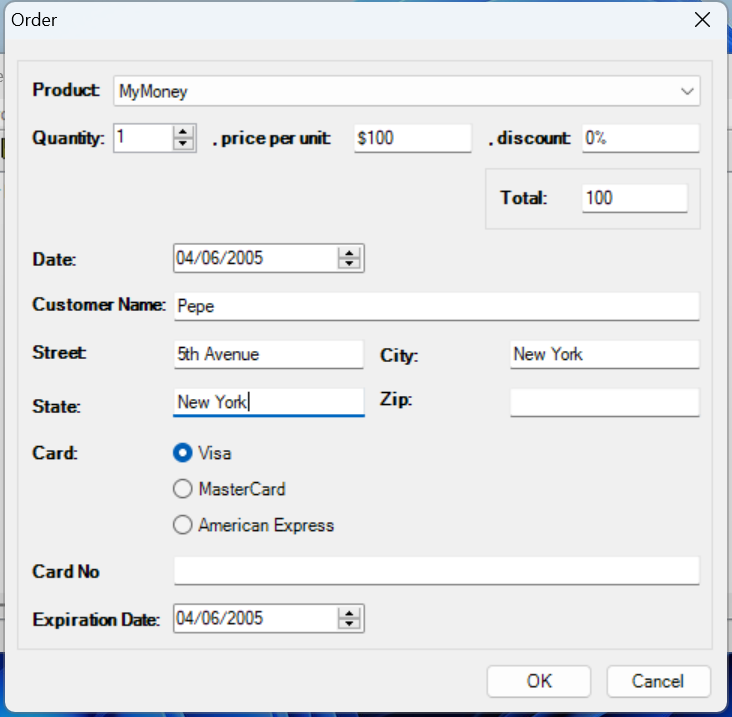 Order
Product: MyMoney
Quantity: 1 , price per unit: $100 , discount: 0%
Total: 100
Date: 04/06/2005
Customer Name: Pepe
Street: 5th Avenue City: New York
State: New York Zip:
Card: Visa
MasterCard
American Express
Card No
Expiration Date: 04/06/2005
OK Cancel